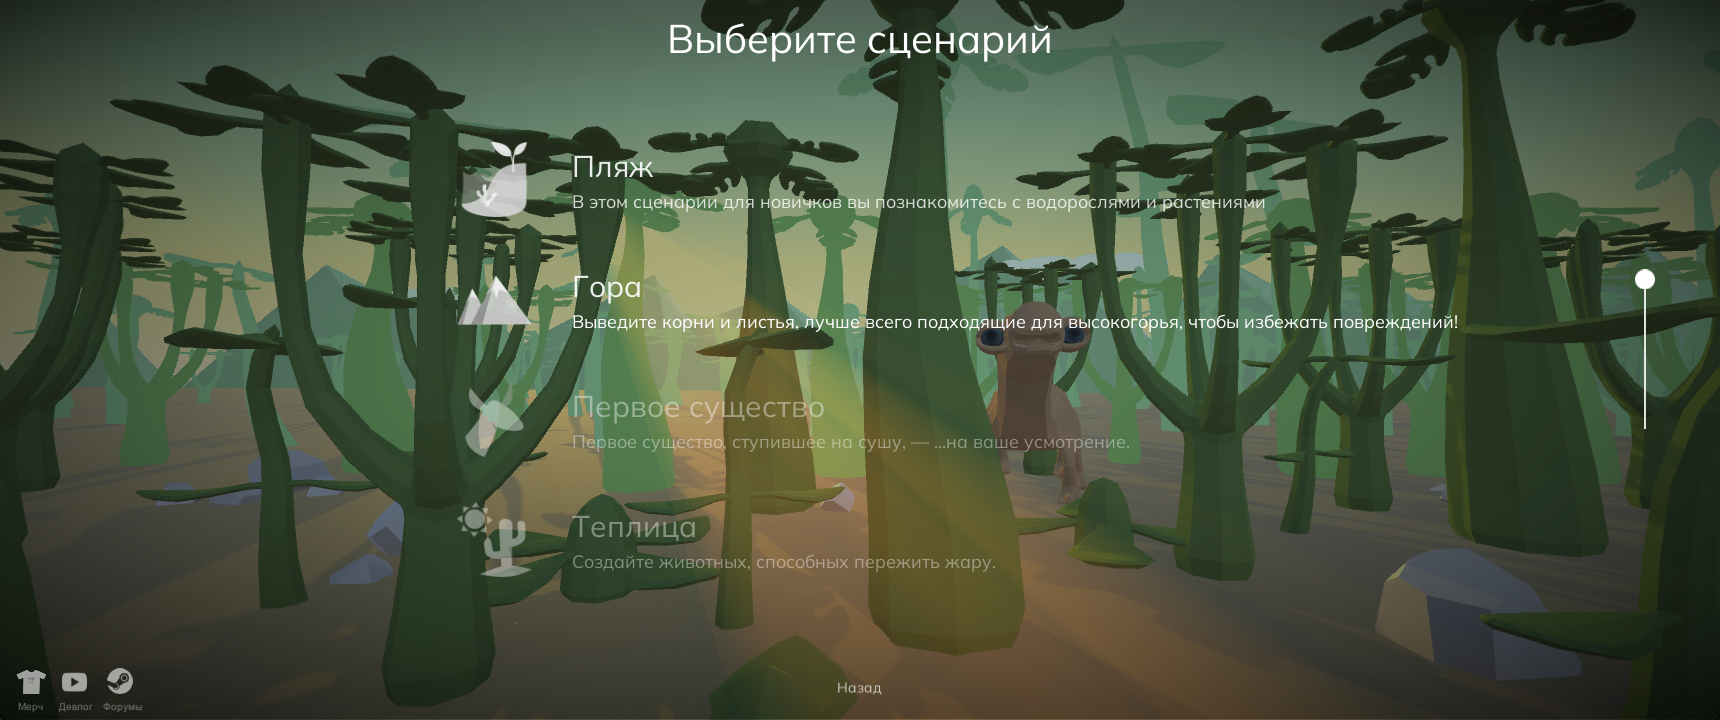 Выберите сценарий
Пляж
В этом сценарии для новичков вы познакомитесь с водорослями и растениями
Гора
Выведите корни и листья, лучше всего подходящие для высокогорья, чтобы избежать повреждений!
Первое существо
Первое существо, ступившее на сушу, — ...на ваше усмотрение.
Теплица
Создайте животных, способных пережить жару.
Назад
Мерч Девлог Форумы